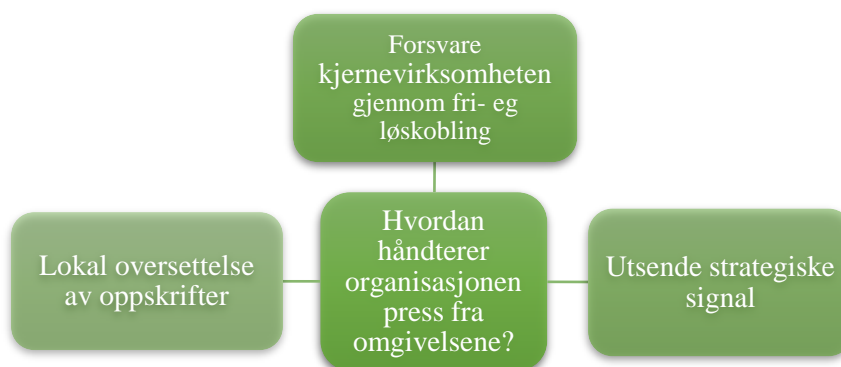 Forsvare
kjernevirksomheten
gjennom fri- eg
løskobling
Lokal oversettelse
av oppskrifter
Hvordan
håndterer
organisasjonen
press fra
omgivelsene?
Utsende strategiske
signal